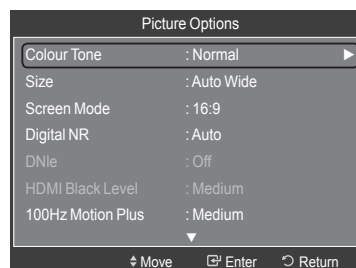 Picture Options
Colour Tone : Normal
Size : Auto Wide
Screen Mode : 16:9
Digital NR : Auto
DNIe : Off
HDMI Black Level : Medium
100Hz Motion Plus : Medium
Move Enter Return